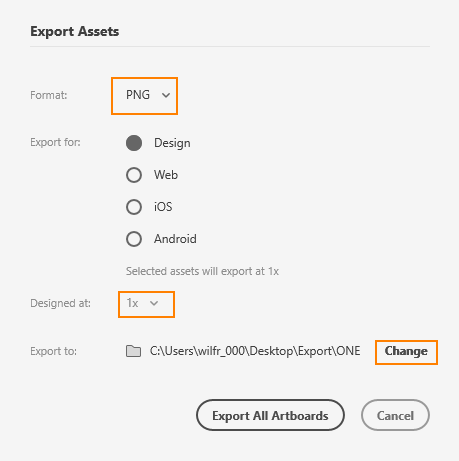 Export Assets
Format: PNG
Export for: Design
Web
iOS
Android
Selected assets will export at 1x
Designed at: 1x
Export to: C:\Users\wilfr_000\Desktop\Export\ONE Change
Export All Artboards Cancel